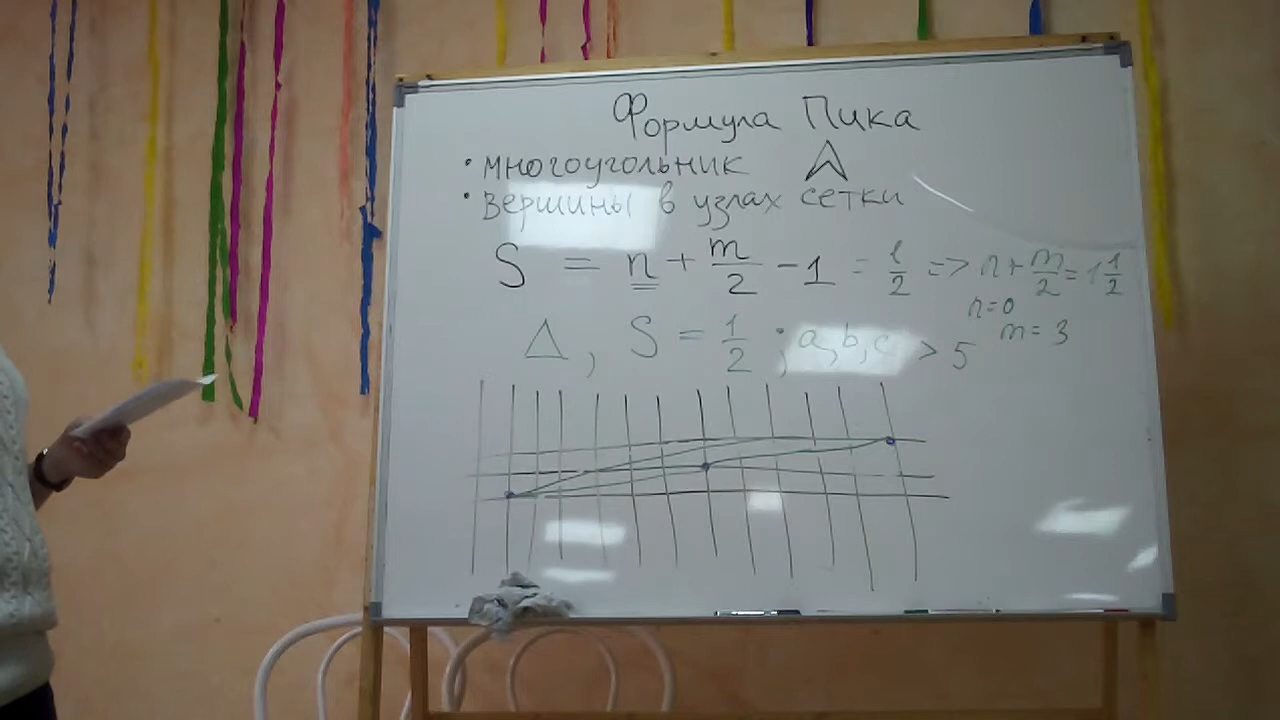 Формула Пика
• многоугольник
• вершины в узлах сетки
S = n + m/2 - 1 = 1/2 => n + m/2 = 1 1/2
n=0
m=3
Δ, S = 1/2 ; a, b, c > 5